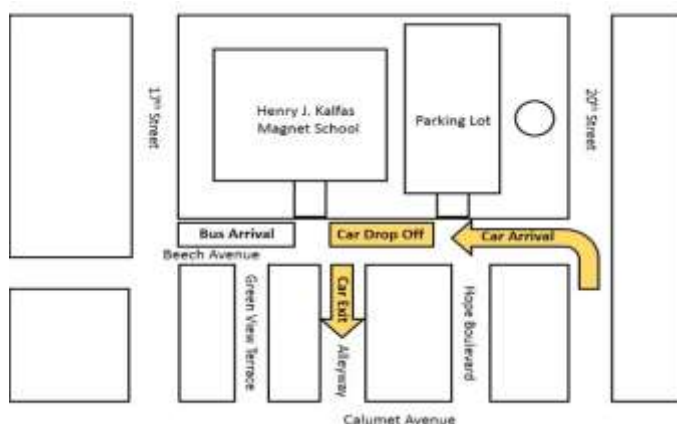 17th Street
Henry J. Kalfas
Magnet School
Parking Lot
20th Street
Bus Arrival
Car Drop Off
Car Arrival
Beech Avenue
Green View Terrace
Car Exit
Alleyway
Hope Boulevard
Calumet Avenue